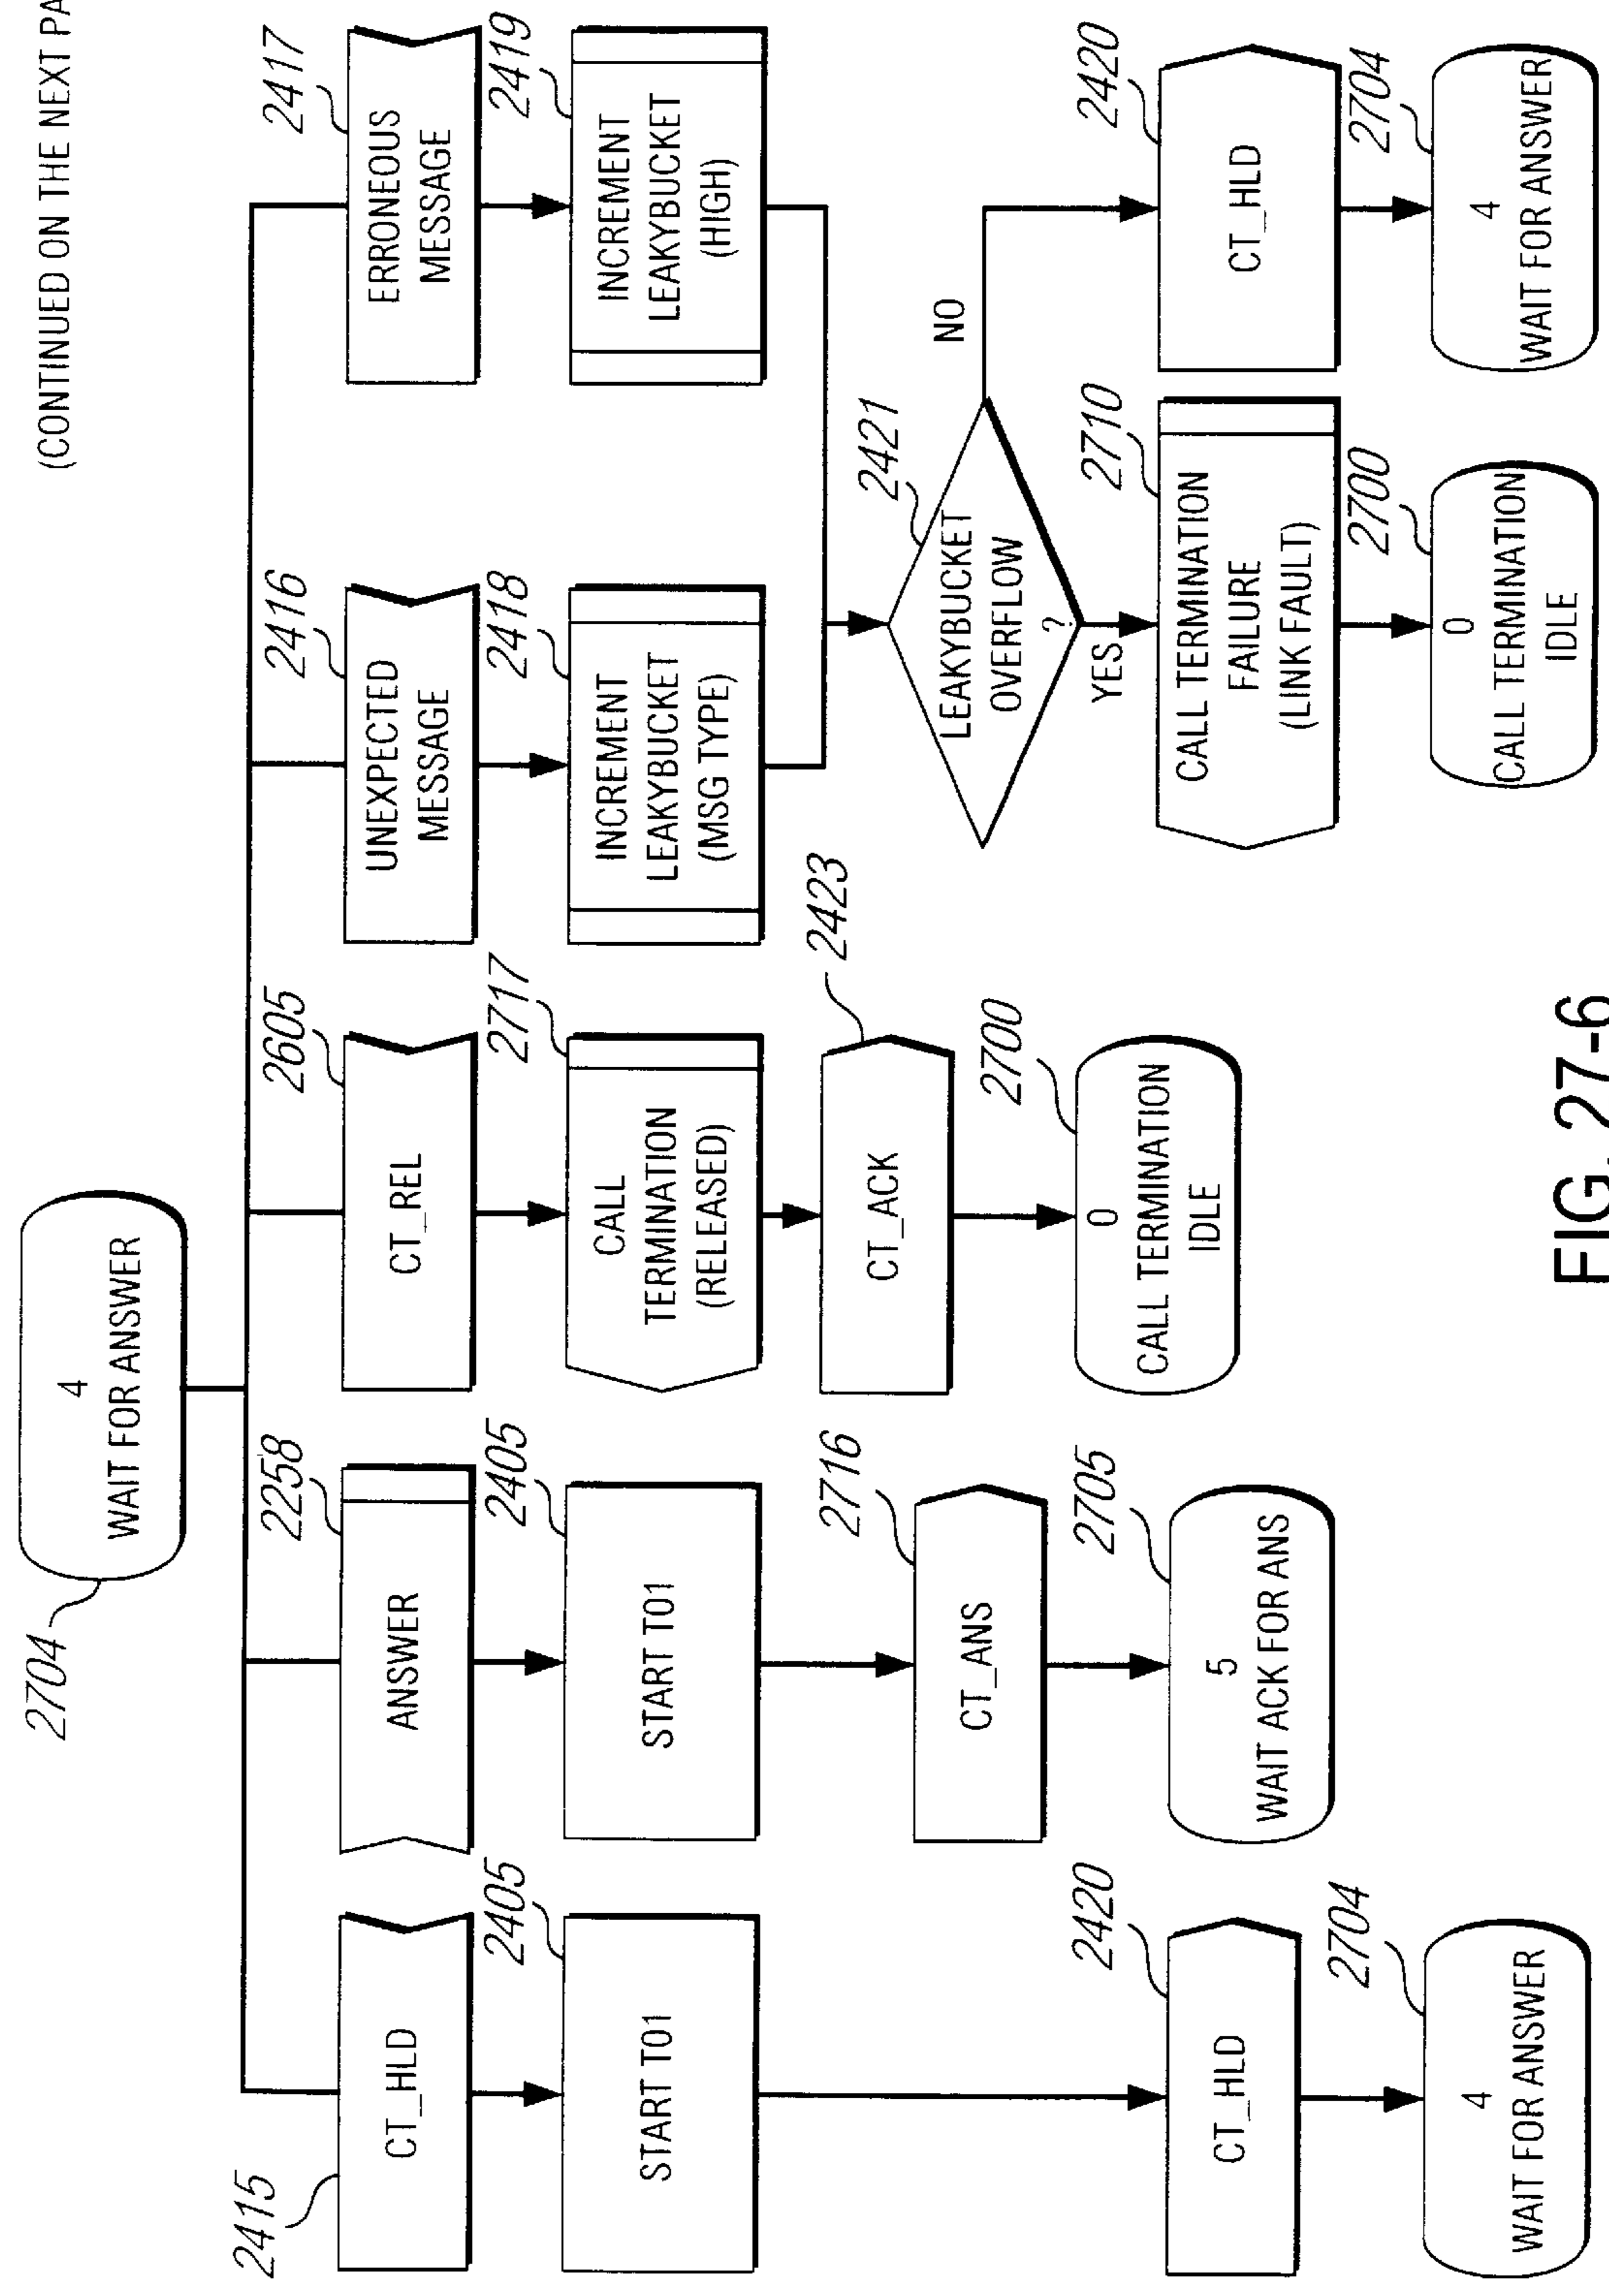 (CONTINUED ON THE NEXT PA
2704
4
WAIT FOR ANSWER
2415
CT_HLD
2405
START T01
2420
CT_HLD
2704
4
WAIT FOR ANSWER
2258
ANSWER
2405
START T01
2716
CT_ANS
2705
5
WAIT ACK FOR ANS
2605
CT_REL
2717
CALL
TERMINATION
(RELEASED)
2423
CT_ACK
2700
0
CALL TERMINATION
IDLE
2416
UNEXPECTED
MESSAGE
2418
INCREMENT
LEAKYBUCKET
(MSG TYPE)
2417
ERRONEOUS
MESSAGE
2419
INCREMENT
LEAKYBUCKET
(HIGH)
2421
LEAKYBUCKET
OVERFLOW
?
YES
NO
2710
CALL TERMINATION
FAILURE
(LINK FAULT)
2700
0
CALL TERMINATION
IDLE
2420
CT_HLD
2704
4
WAIT FOR ANSWER
FIG. 27-6